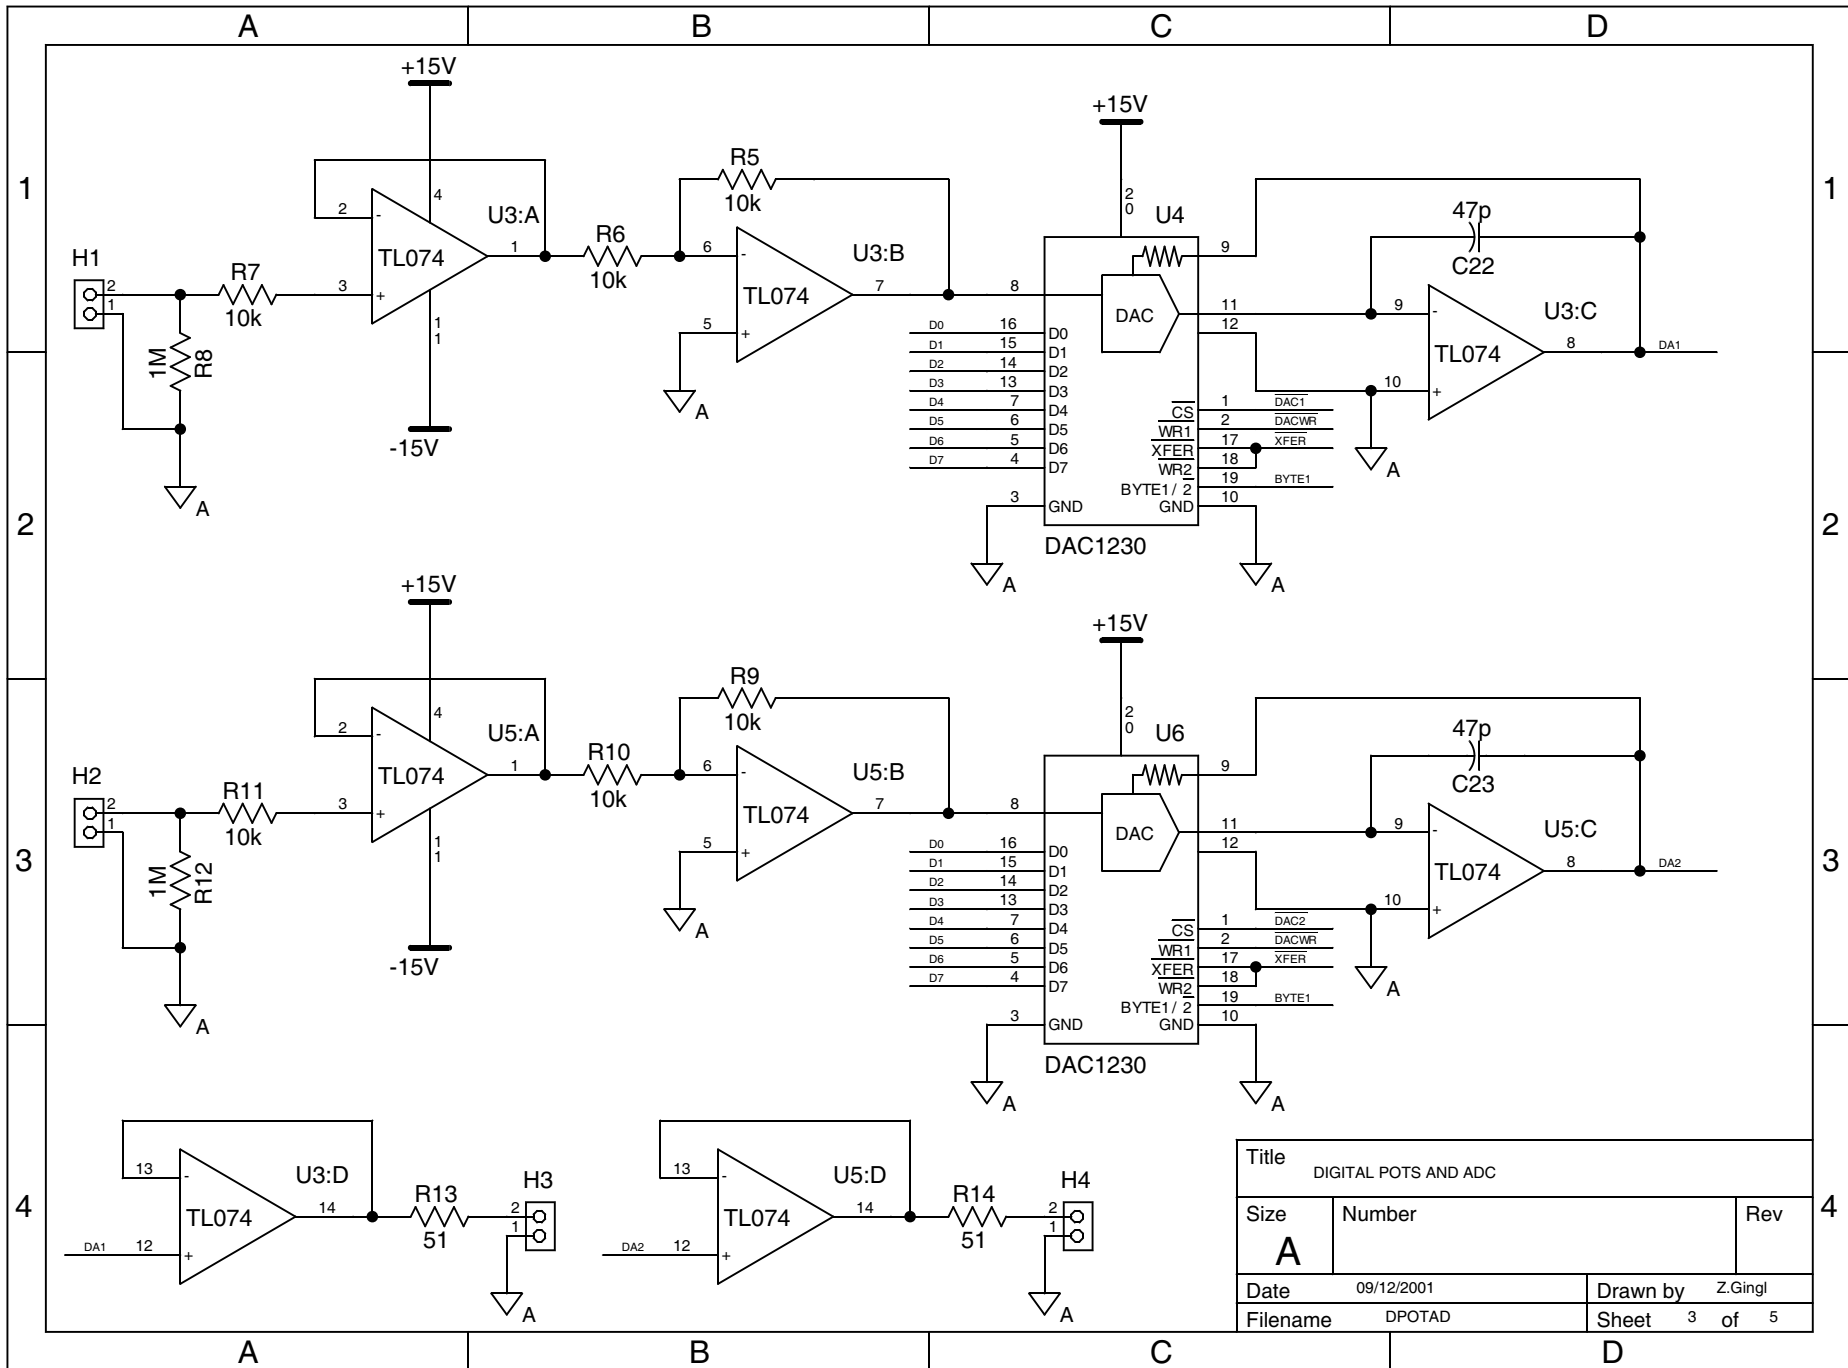 A B C D
1 1
2 2
3 3
4 4
+15V
4
2 -
U3:A
TL074
1
3 +
1
1
-15V
H1
2
1
R7
10k
1M
R8
A
R6
10k
R5
10k
6 -
U3:B
TL074
7
5 +
A
+15V
2
0
U4
9
DAC
8
11
12
D0 16 D0
D1 15 D1
D2 14 D2
D3 13 D3
D4 7 D4
D5 6 D5
D6 5 D6
D7 4 D7
3 GND
CS 1 DAC1
WR1 2 DACWR
XFER 17 XFER
WR2 18
BYTE1/ 2 19 BYTE1
GND 10
DAC1230
A
A
47p
C22
9 -
U3:C
TL074
8 DA1
10 +
A
+15V
4
2 -
U5:A
TL074
1
3 +
1
1
-15V
H2
2
1
R11
10k
1M
R12
A
R10
10k
R9
10k
6 -
U5:B
TL074
7
5 +
A
+15V
2
0
U6
9
DAC
8
11
12
D0 16 D0
D1 15 D1
D2 14 D2
D3 13 D3
D4 7 D4
D5 6 D5
D6 5 D6
D7 4 D7
3 GND
CS 1 DAC2
WR1 2 DACWR
XFER 17 XFER
WR2 18
BYTE1/ 2 19 BYTE1
GND 10
DAC1230
A
A
47p
C23
9 -
U5:C
TL074
8 DA2
10 +
A
13 -
U3:D
TL074
14
DA1 12 +
R13
51
H3
2
1
A
13 -
U5:D
TL074
14
DA2 12 +
R14
51
H4
2
1
A
Title
DIGITAL POTS AND ADC
Size Number Rev
A
Date 09/12/2001 Drawn by Z.Gingl
Filename DPOTAD Sheet 3 of 5
A B C D